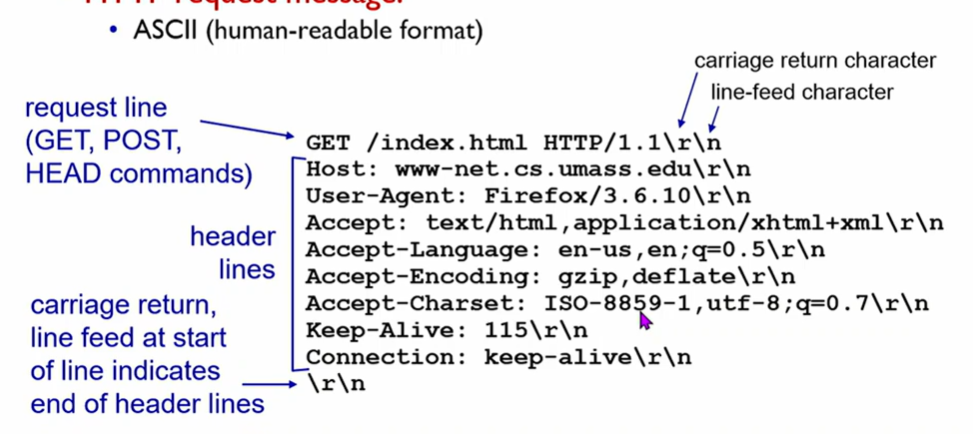 HTTP request message:
• ASCII (human-readable format)
carriage return character
line-feed character
request line
(GET, POST,
HEAD commands)
GET /index.html HTTP/1.1\r\n
Host: www-net.cs.umass.edu\r\n
User-Agent: Firefox/3.6.10\r\n
Accept: text/html,application/xhtml+xml\r\n
Accept-Language: en-us,en;q=0.5\r\n
Accept-Encoding: gzip,deflate\r\n
Accept-Charset: ISO-8859-1,utf-8;q=0.7\r\n
Keep-Alive: 115\r\n
Connection: keep-alive\r\n
\r\n
header
lines
carriage return,
line feed at start
of line indicates
end of header lines